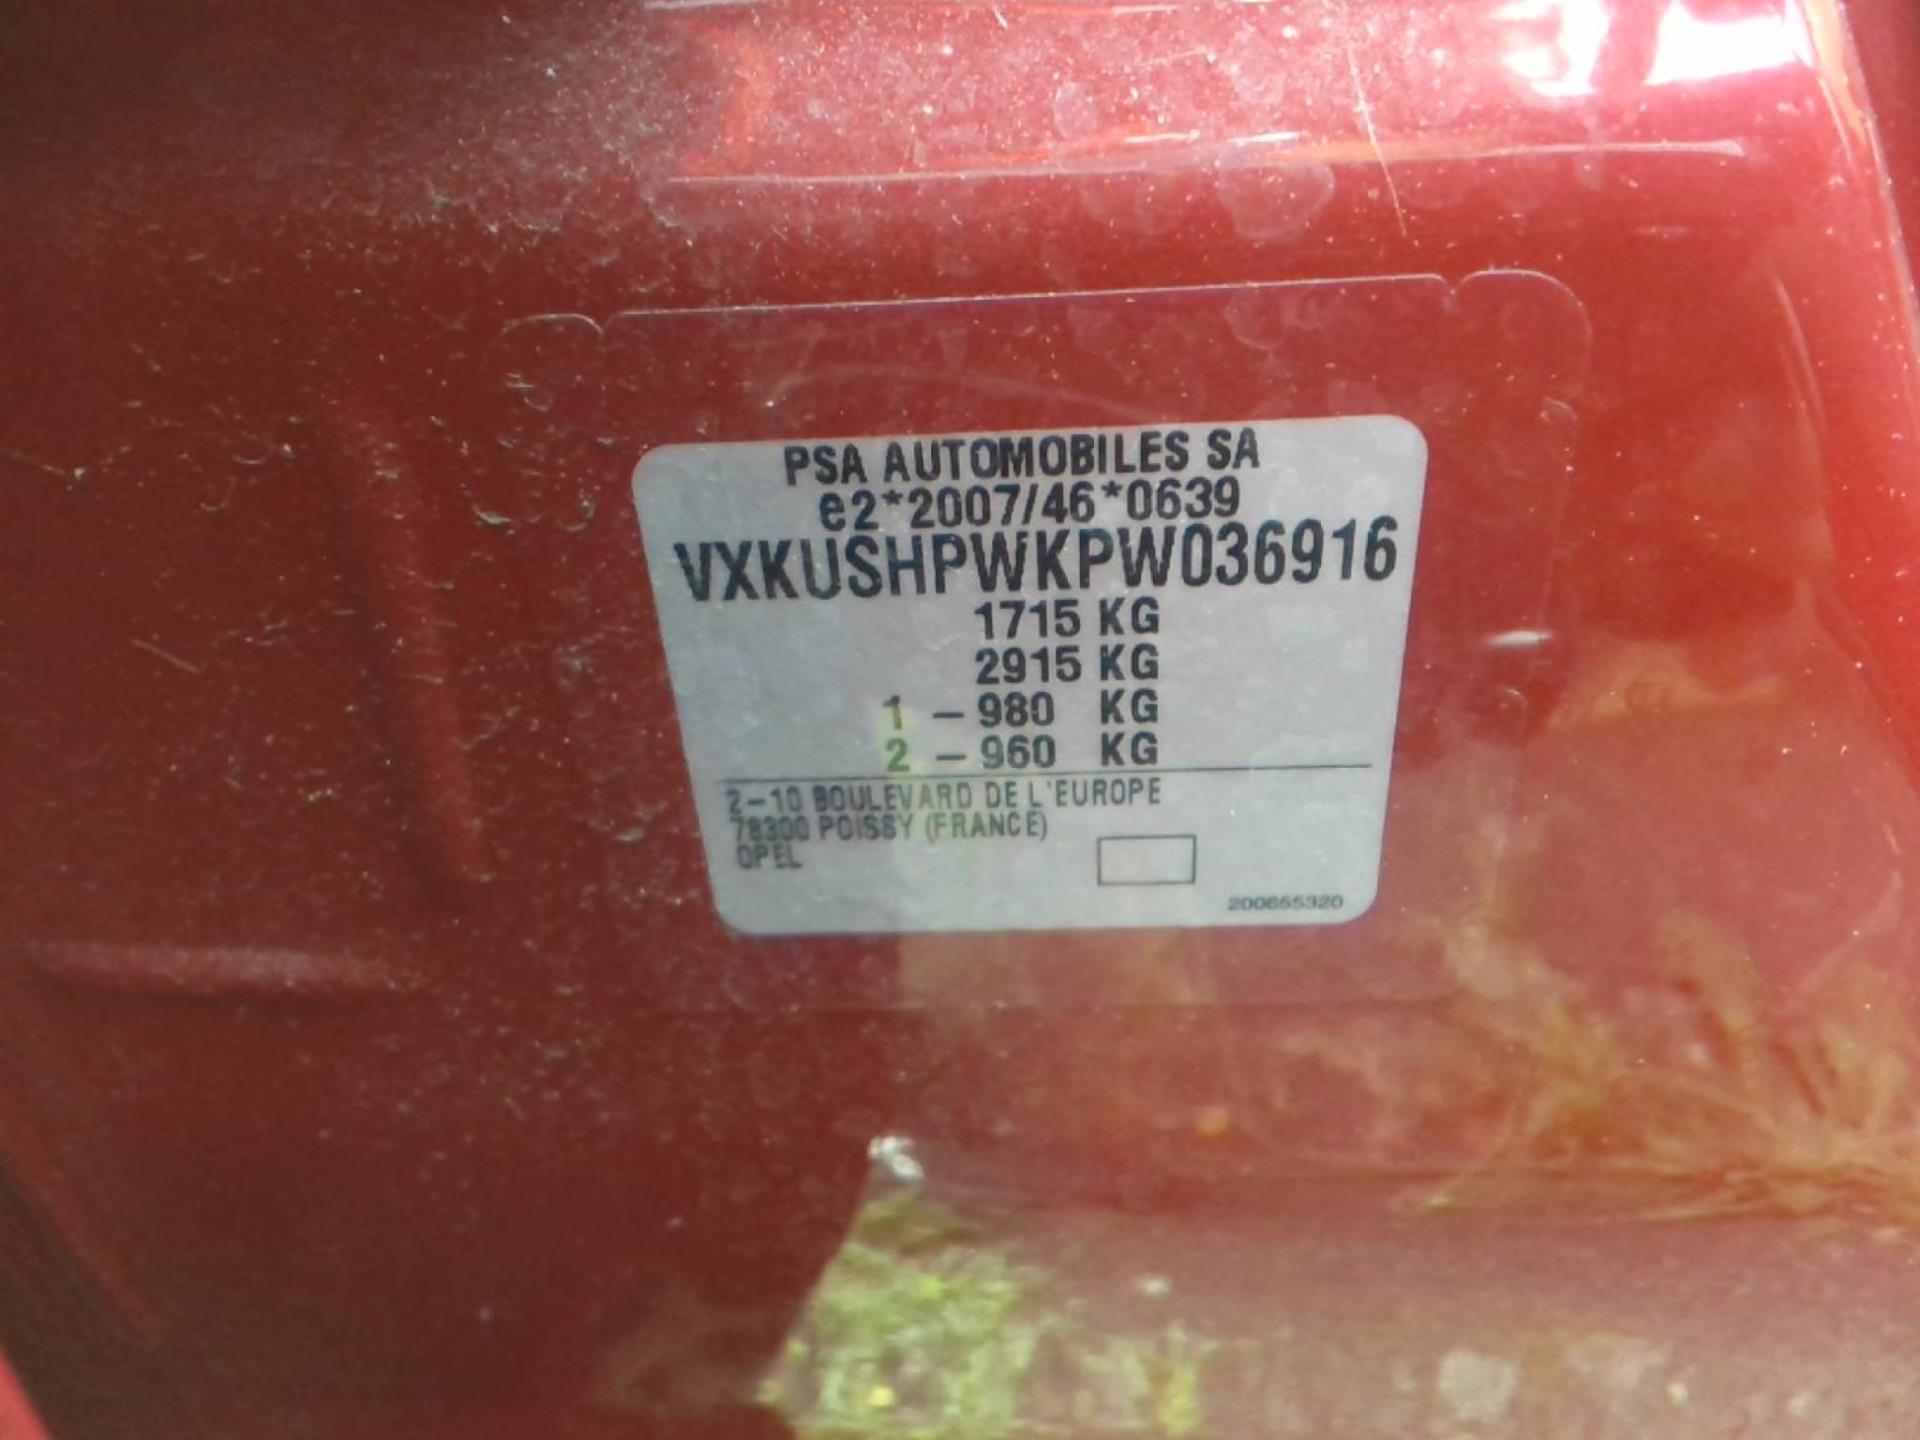 PSA AUTOMOBILES SA
e2*2007/46*0639
VXKUSHPWKPW036916
1715 KG
2915 KG
1 – 980 KG
2 – 960 KG
2–10 BOULEVARD DE L'EUROPE
78300 POISSY (FRANCE)
OPEL
200655320